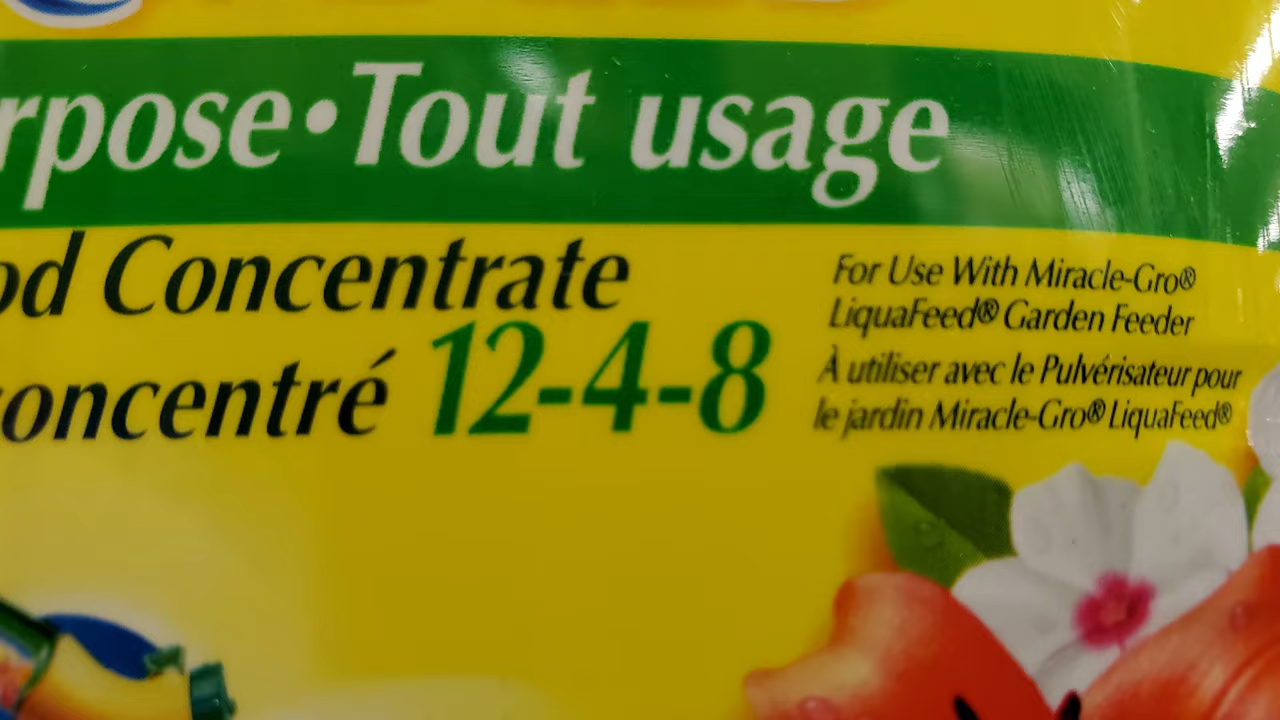 rpose•Tout usage
od Concentrate
oncentré 12-4-8
For Use With Miracle-Gro®
LiquaFeed® Garden Feeder
À utiliser avec le Pulvérisateur pour
le jardin Miracle-Gro® LiquaFeed®